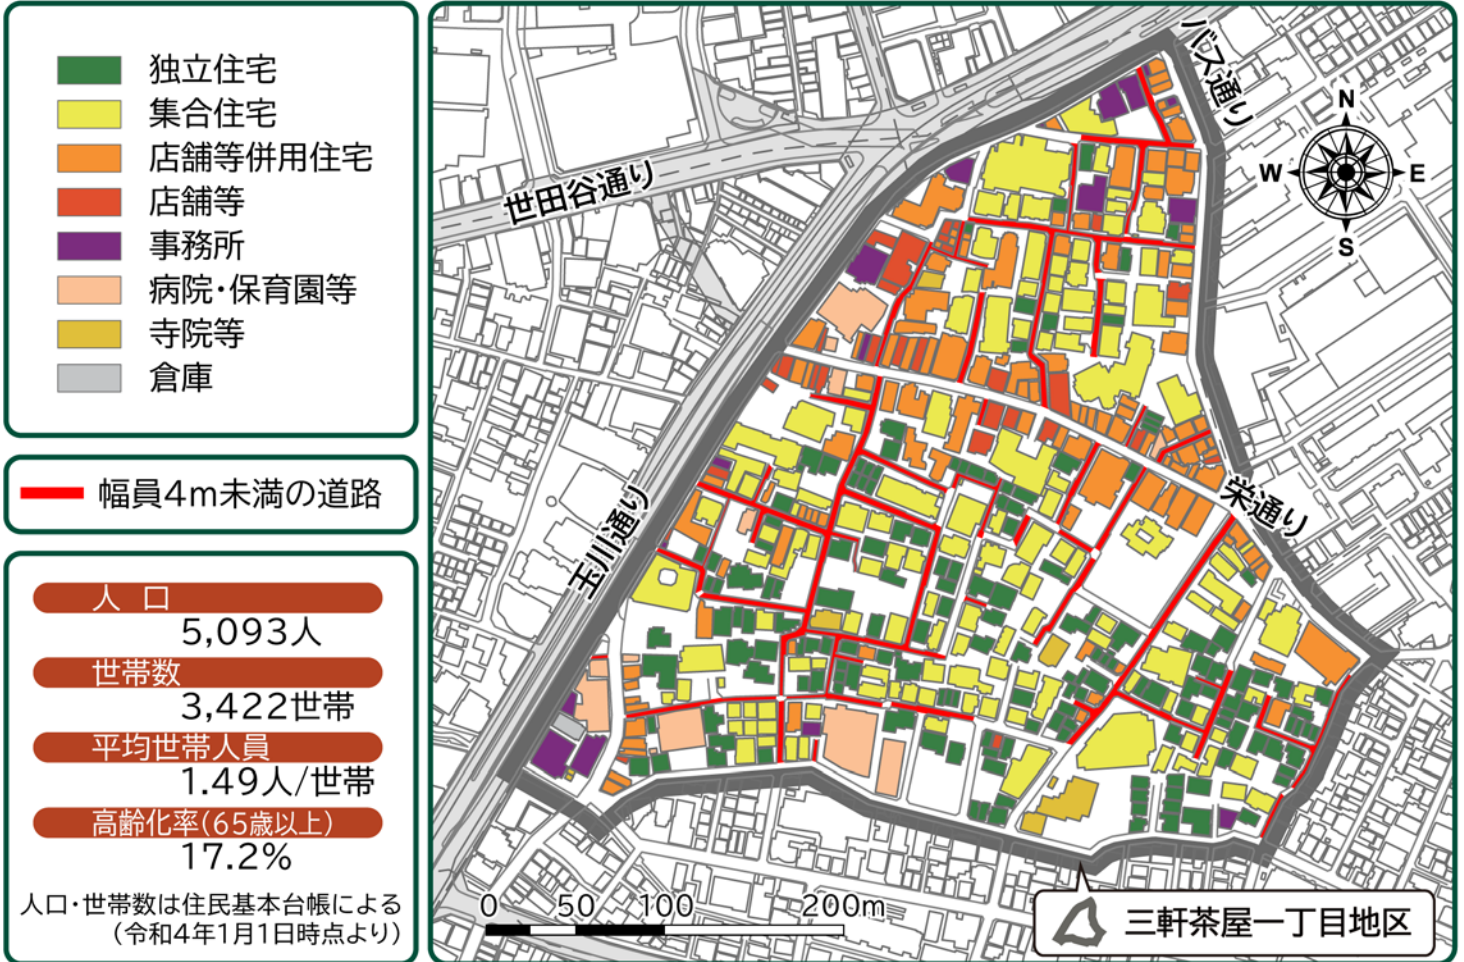 独立住宅
集合住宅
店舗等併用住宅
店舗等
事務所
病院・保育園等
寺院等
倉庫
幅員4m未満の道路
人 口
5,093人
世帯数
3,422世帯
平均世帯人員
1.49人/世帯
高齢化率(65歳以上)
17.2%
人口・世帯数は住民基本台帳による
(令和4年1月1日時点より)
バス通り
世田谷通り
玉川通り
栄通り
N
W
E
S
0 50 100 200m
三軒茶屋一丁目地区